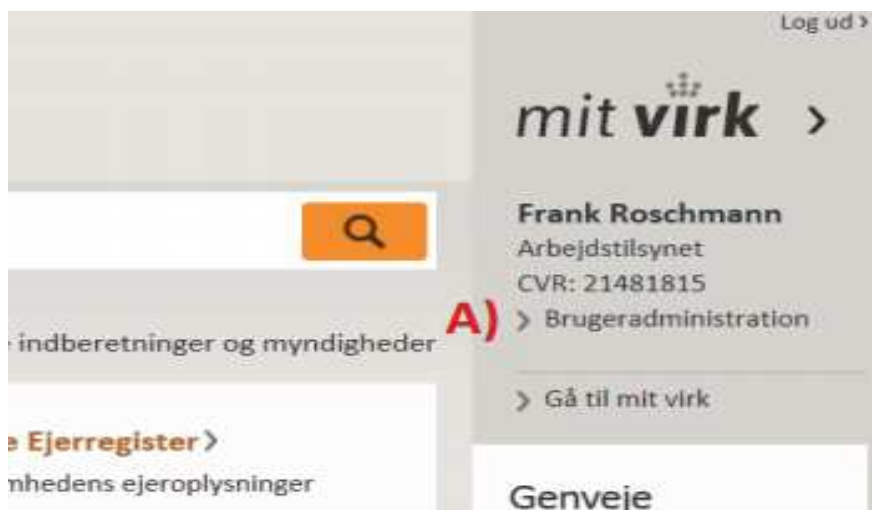 Log ud ›
mit virk ›
Frank Roschmann
Arbejdstilsynet
CVR: 21481815
A) › Brugeradministration
indberetninger og myndigheder
› Gå til mit virk
Ejerregister ›
ejeroplysninger
Genveje